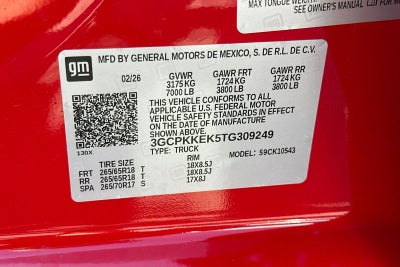 MAX TONGUE WEIGHT
SEE OWNER'S MANUAL
gm
MFD BY GENERAL MOTORS DE MEXICO, S. DE R.L. DE C.V.
02/26 GVWR GAWR FRT GAWR RR
3175 KG 1724 KG 1724 KG
7000 LB 3800 LB 3800 LB
THIS VEHICLE CONFORMS TO ALL
APPLICABLE U.S. FEDERAL MOTOR
VEHICLE SAFETY STANDARDS IN EFFECT
ON THE DATE OF MANUFACTURE
SHOWN ABOVE.
3GCPKKEK5TG309249
TYPE: TRUCK MODEL: 59CK10543
130X
TIRE SIZE RIM
FRT 265/65R18 T 18X8.5J
RR 265/65R18 T 18X8.5J
SPA 265/70R17 S 17X8J